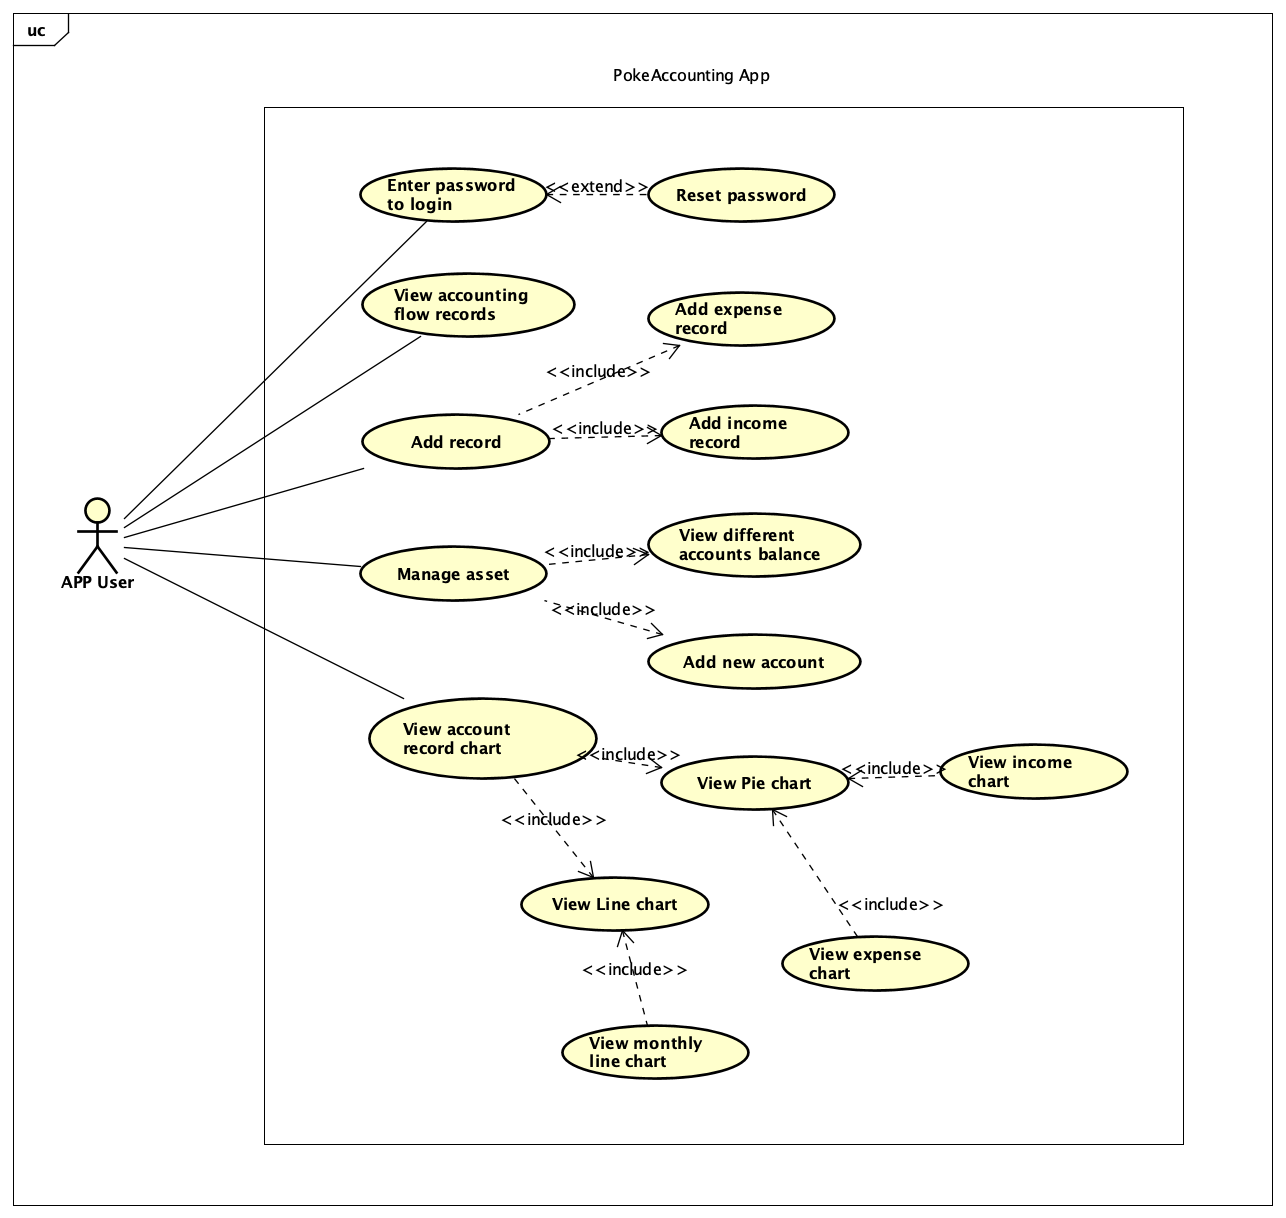 uc
PokeAccounting App
Enter password
to login
<<extend>>
Reset password
View accounting
flow records
Add expense
record
<<include>>
Add record
<<include>>
Add income
record
APP User
Manage asset
<<include>>
View different
accounts balance
<<include>>
Add new account
View account
record chart
<<include>>
View Pie chart
<<include>>
View income
chart
<<include>>
View Line chart
<<include>>
View expense
chart
<<include>>
View monthly
line chart